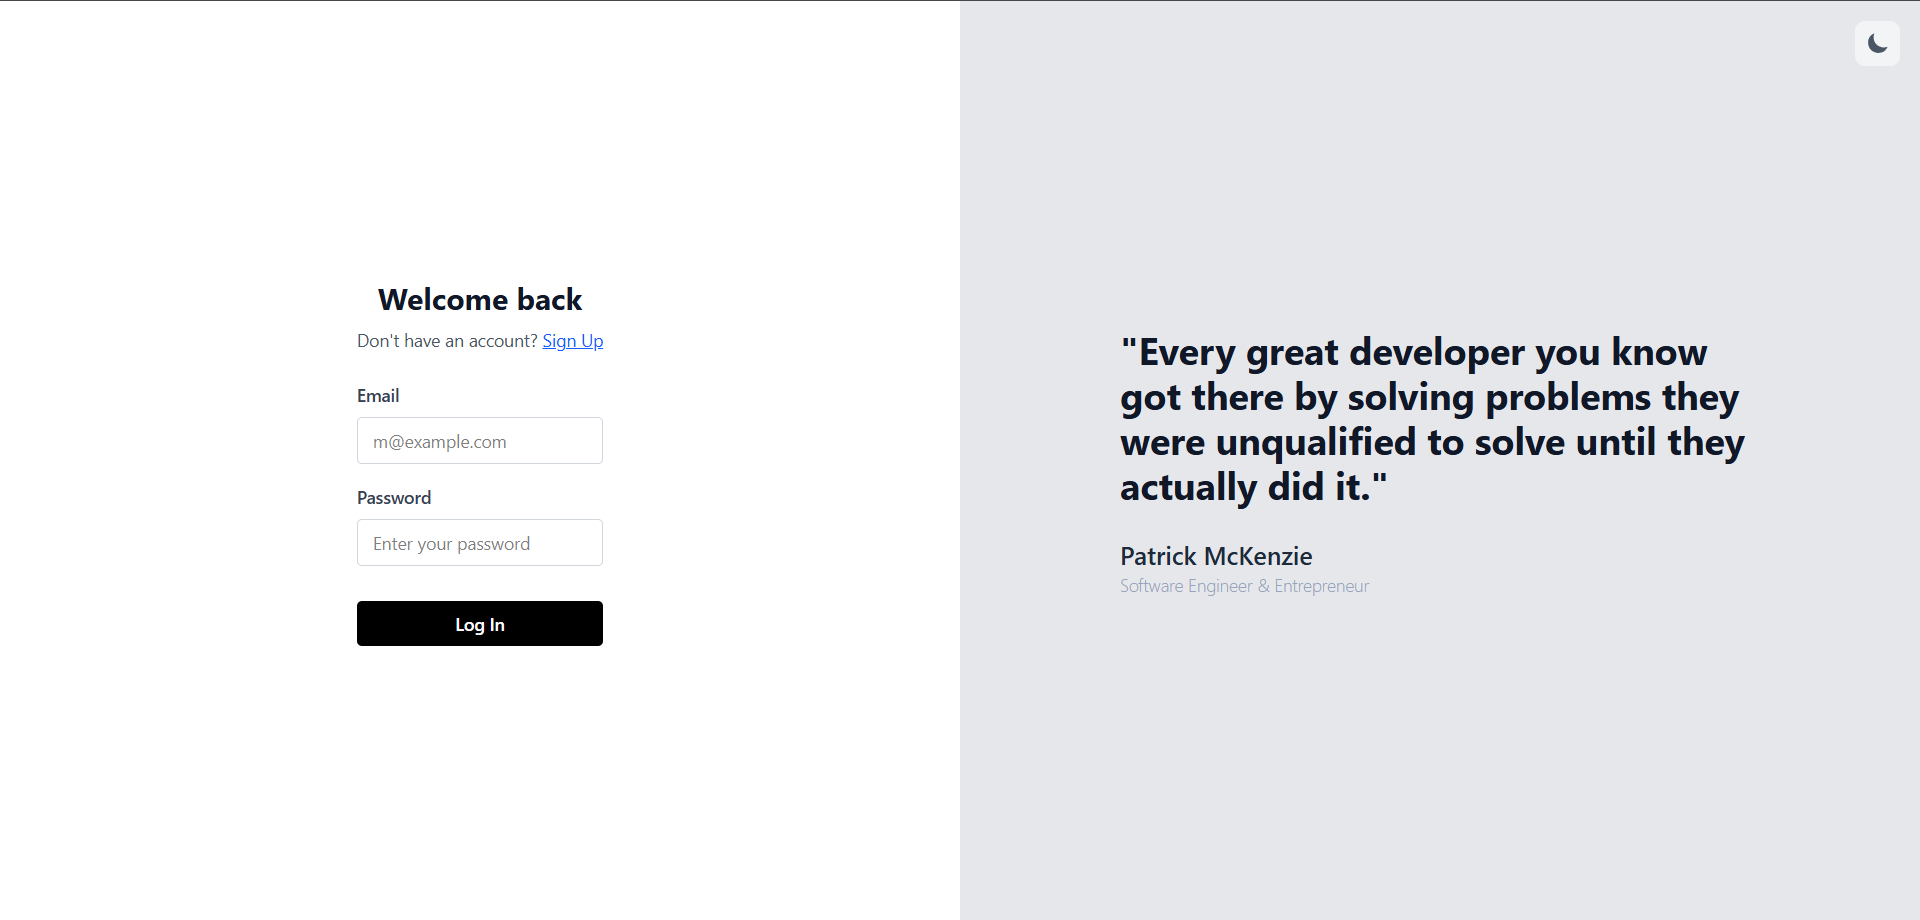 Welcome back
Don't have an account? Sign Up
Email
m@example.com
Password
Enter your password
Log In
"Every great developer you know
got there by solving problems they
were unqualified to solve until they
actually did it."
Patrick McKenzie
Software Engineer & Entrepreneur